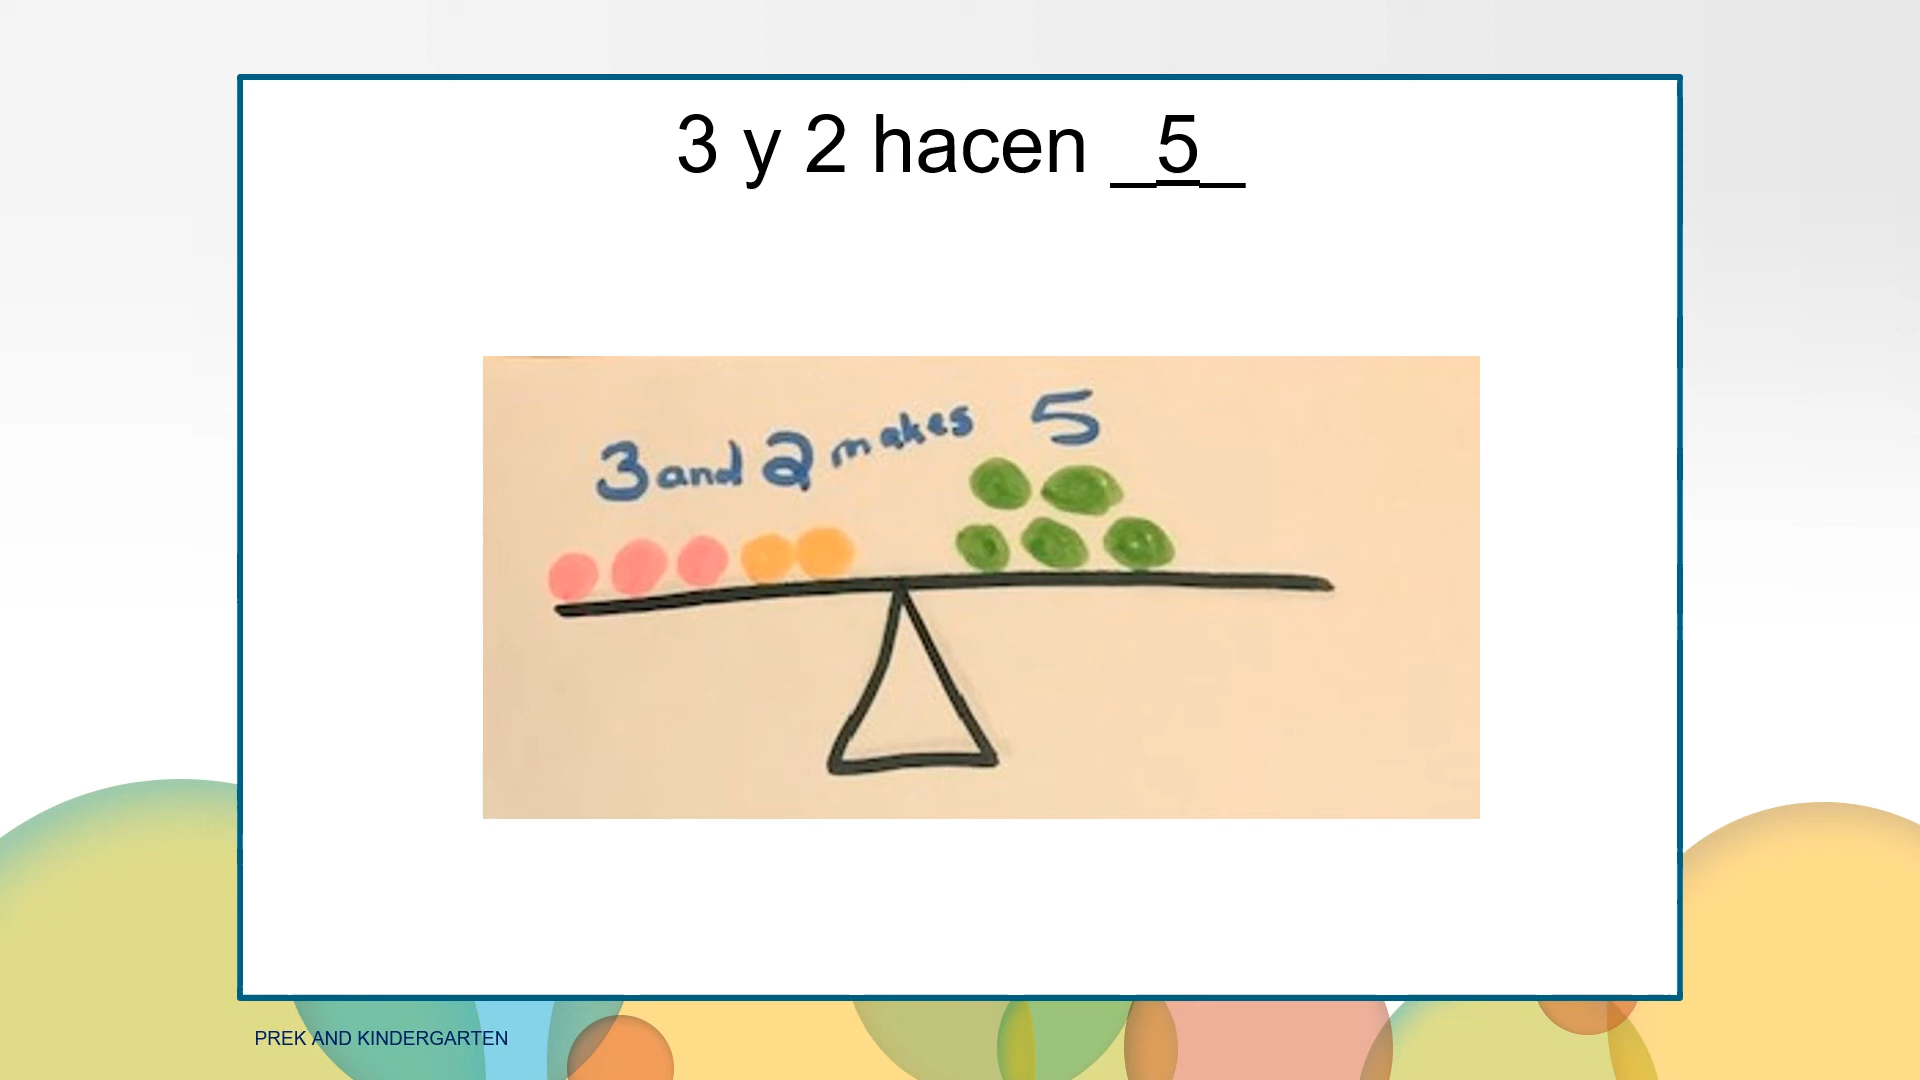 3 y 2 hacen _5_
3 and 2 makes 5
PREK AND KINDERGARTEN